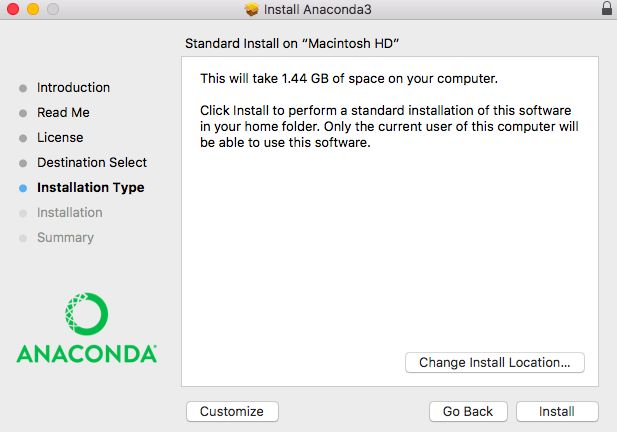 Install Anaconda3
Standard Install on “Macintosh HD”
Introduction
Read Me
License
Destination Select
Installation Type
Installation
Summary
This will take 1.44 GB of space on your computer.
Click Install to perform a standard installation of this software
in your home folder. Only the current user of this computer will
be able to use this software.
ANACONDA®
Change Install Location...
Customize
Go Back
Install